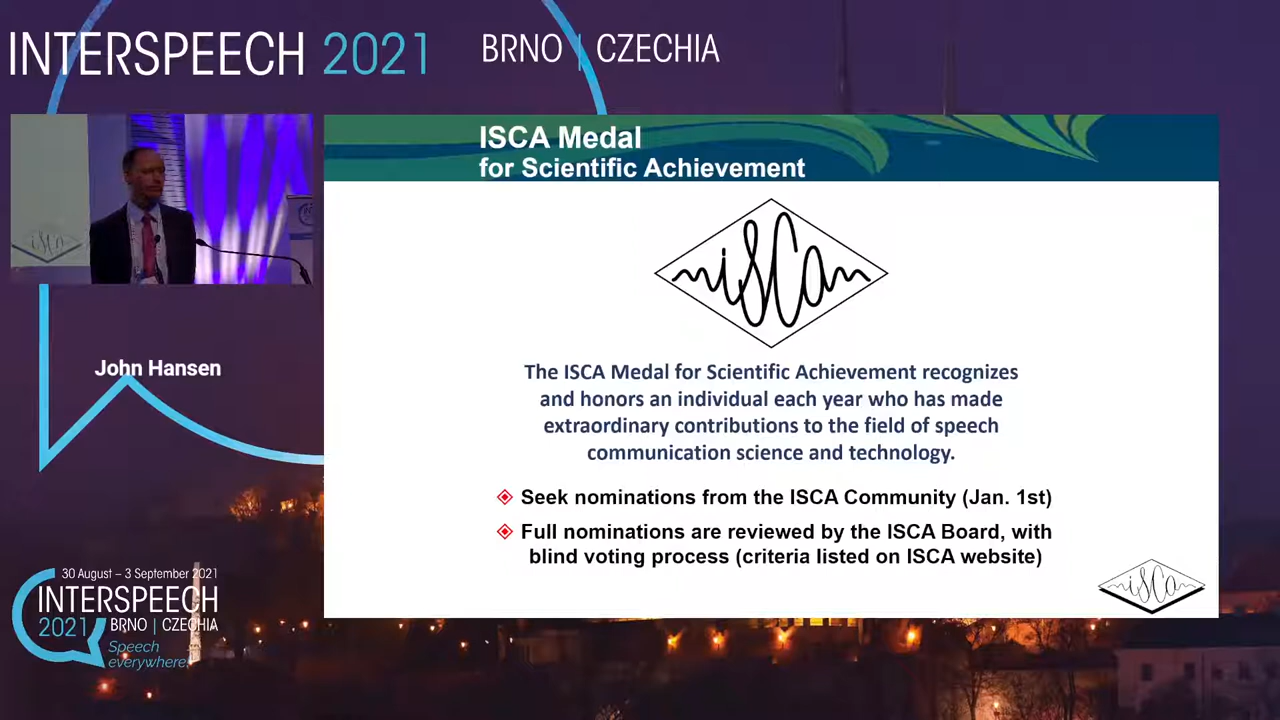 INTERSPEECH 2021
BRNO | CZECHIA
ISCA Medal
for Scientific Achievement
isca
isca
The ISCA Medal for Scientific Achievement recognizes
and honors an individual each year who has made
extraordinary contributions to the field of speech
communication science and technology.
John Hansen
Seek nominations from the ISCA Community (Jan. 1st)
Full nominations are reviewed by the ISCA Board, with
blind voting process (criteria listed on ISCA website)
isca
30 August – 3 September 2021
INTERSPEECH
2021 BRNO | CZECHIA
Speech
everywhere!